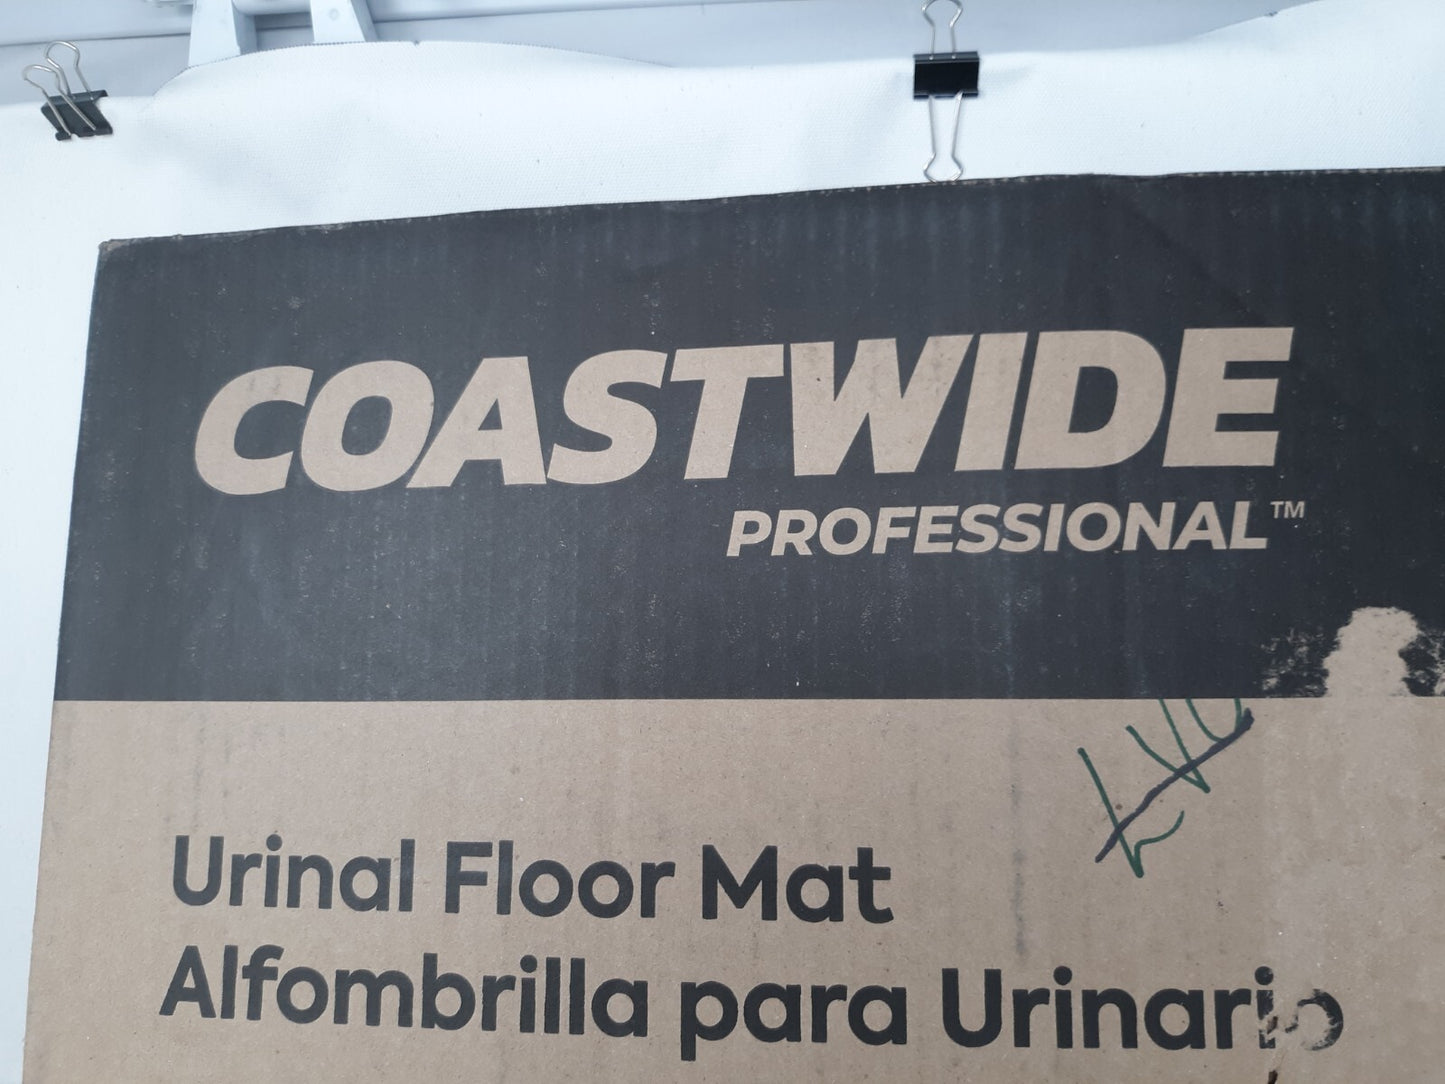 COASTWIDE
PROFESSIONAL™
Urinal Floor Mat
Alfombrilla para Urinario